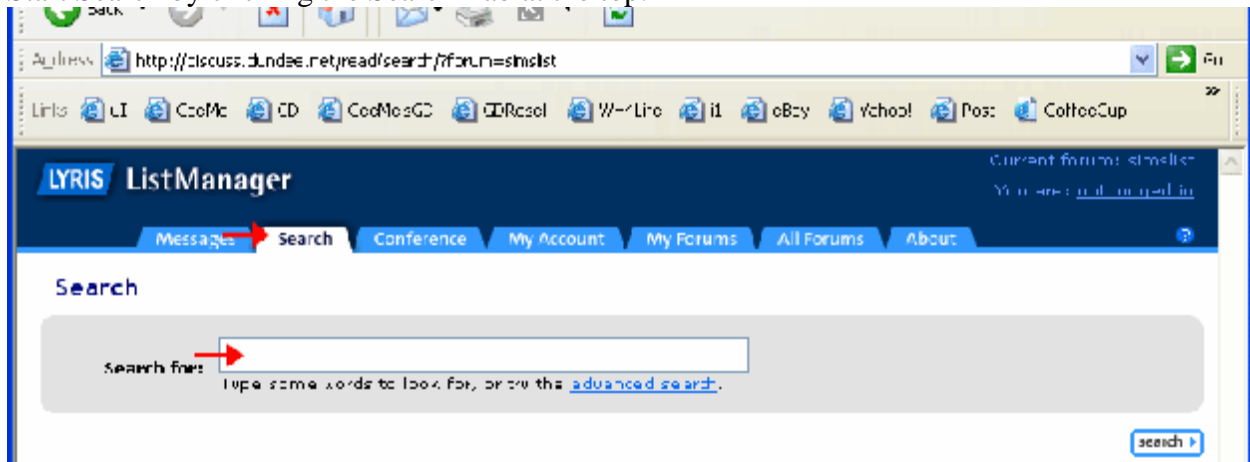 Back
Address http://discuss.dundee.net/read/search/?forum=simslist Go
Links eBay Yahoo! Post CoffeeCup
Current forum: simslist
LYRIS ListManager
You are: not logged in
Messages Search Conference My Account My Forums All Forums About
Search
Search for:
Type some words to look for, or try the advanced search.
search